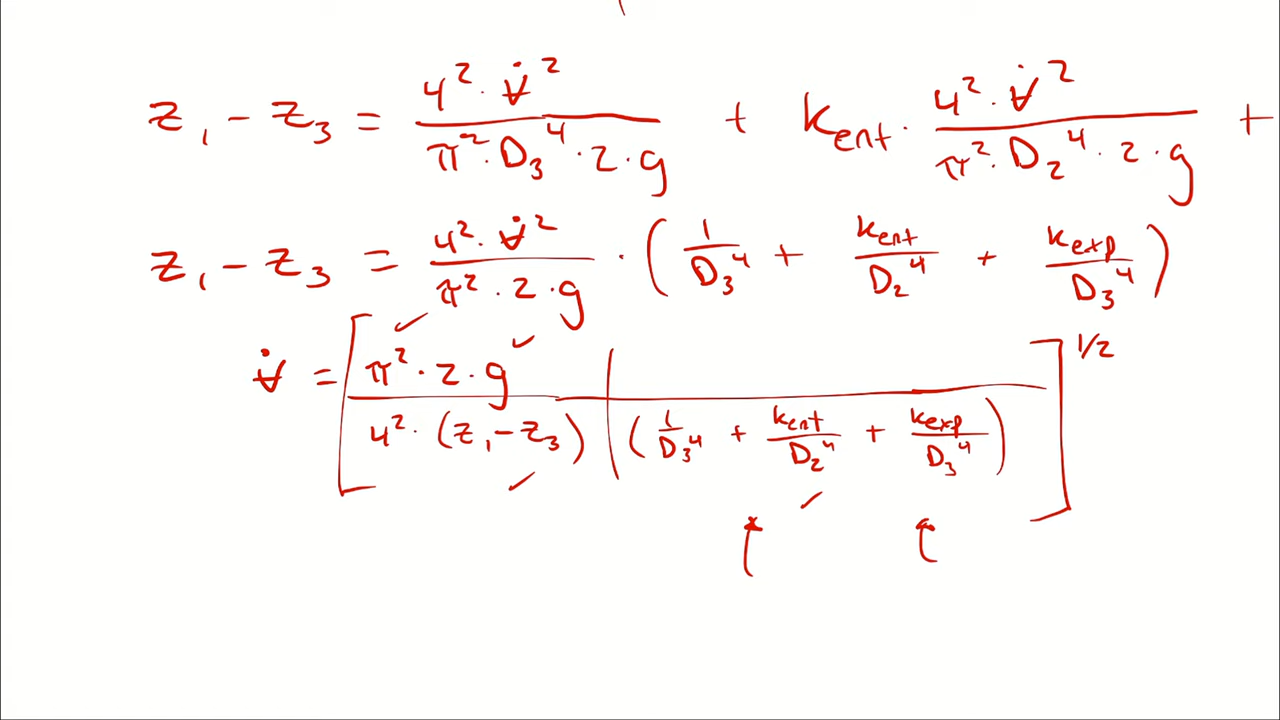 z₁ - z₃ = 4² · V̇² / π² · D₃⁴ · 2 · g + kent · 4² · V̇² / π² · D₂⁴ · 2 · g +
z₁ - z₃ = 4² · V̇² / π² · 2 · g · ( 1/D₃⁴ + kent/D₂⁴ + kexp/D₃⁴ )
V̇ = [ π² · 2 · g / 4² · (z₁ - z₃) | / ( 1/D₃⁴ + kent/D₂⁴ + kexp/D₃⁴ ) ]^1/2